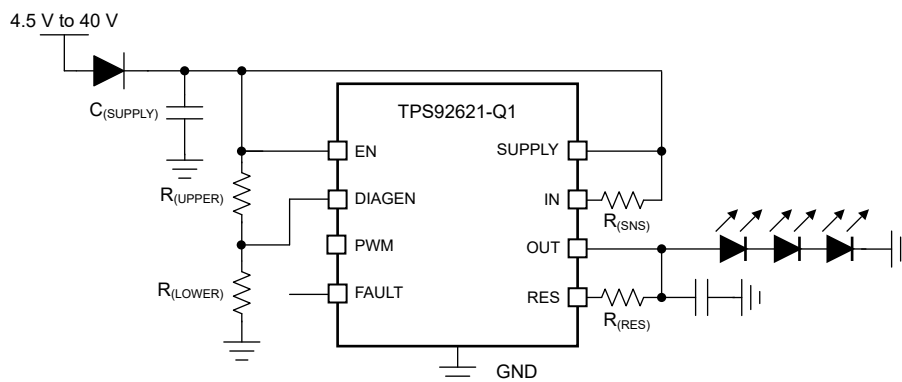 4.5 V to 40 V
C(SUPPLY)
R(UPPER)
R(LOWER)
TPS92621-Q1
EN
DIAGEN
PWM
FAULT
SUPPLY
IN
OUT
RES
R(SNS)
R(RES)
GND